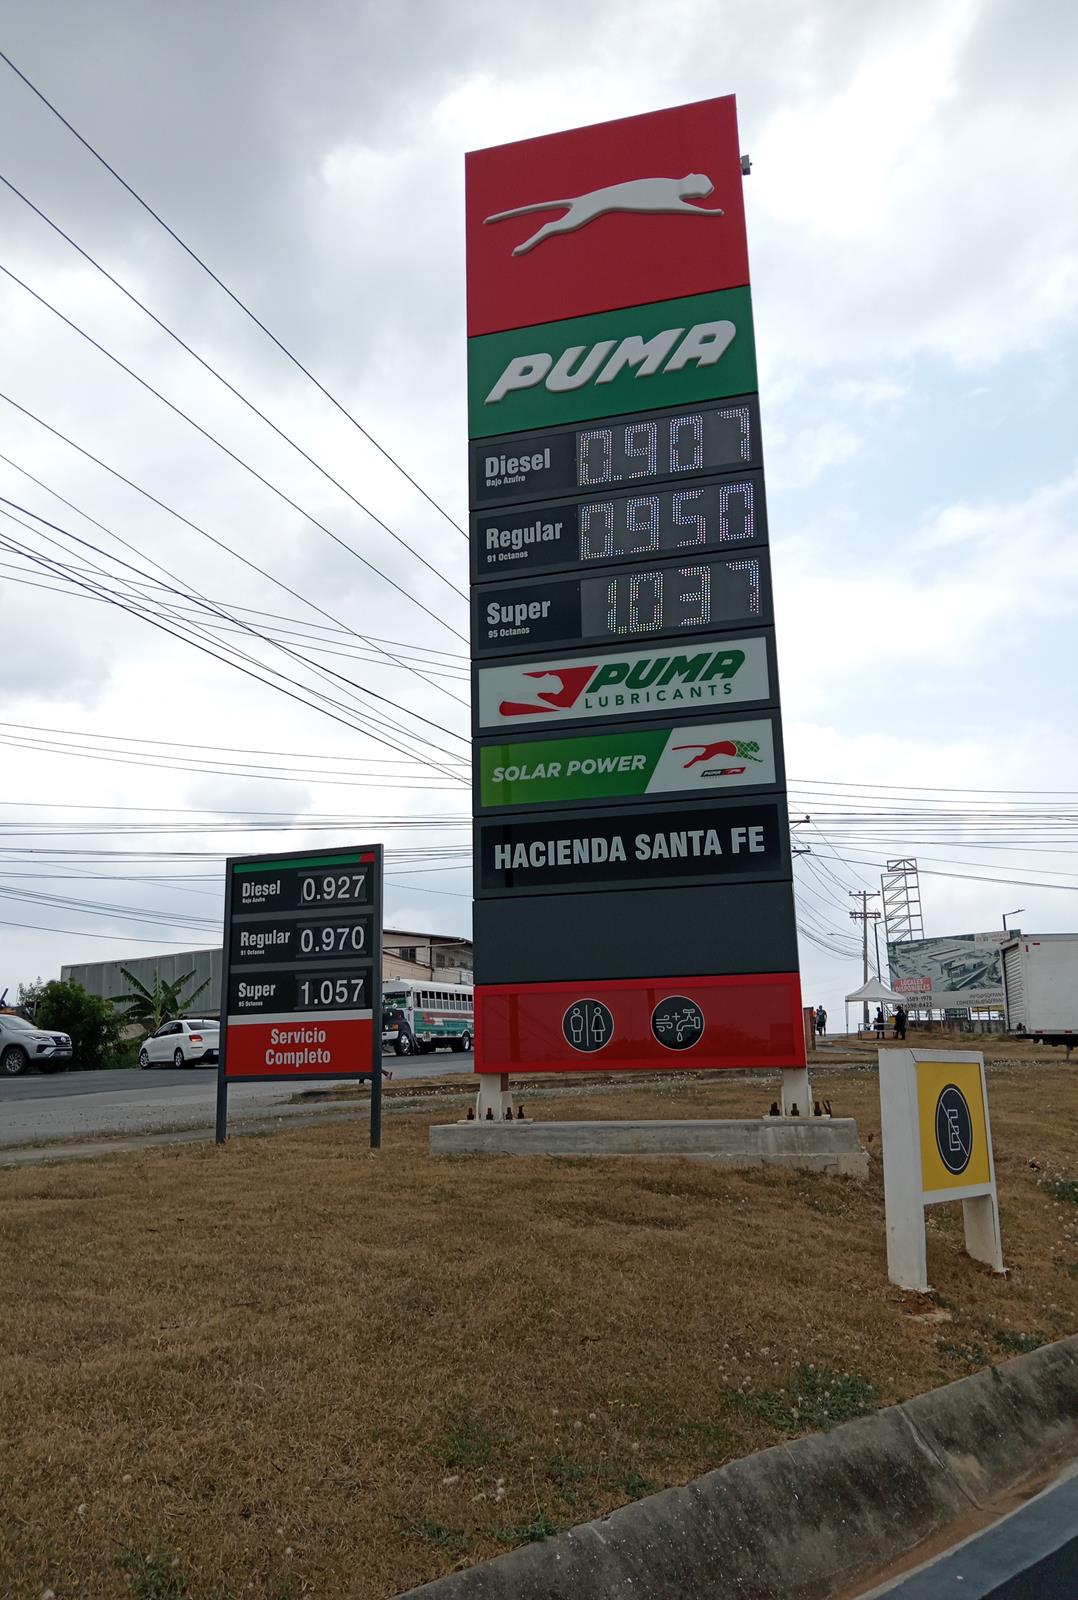 PUMA
Diesel 0.907
Bajo Azufre
Regular 0.950
91 Octanos
Super 1.037
95 Octanos
PUMA
LUBRICANTS
SOLAR POWER
PUMA
HACIENDA SANTA FE
Diesel 0.927
Bajo Azufre
Regular 0.970
91 Octanos
Super 1.057
95 Octanos
Servicio
Completo
E
LOCALES
DISPONIBLES